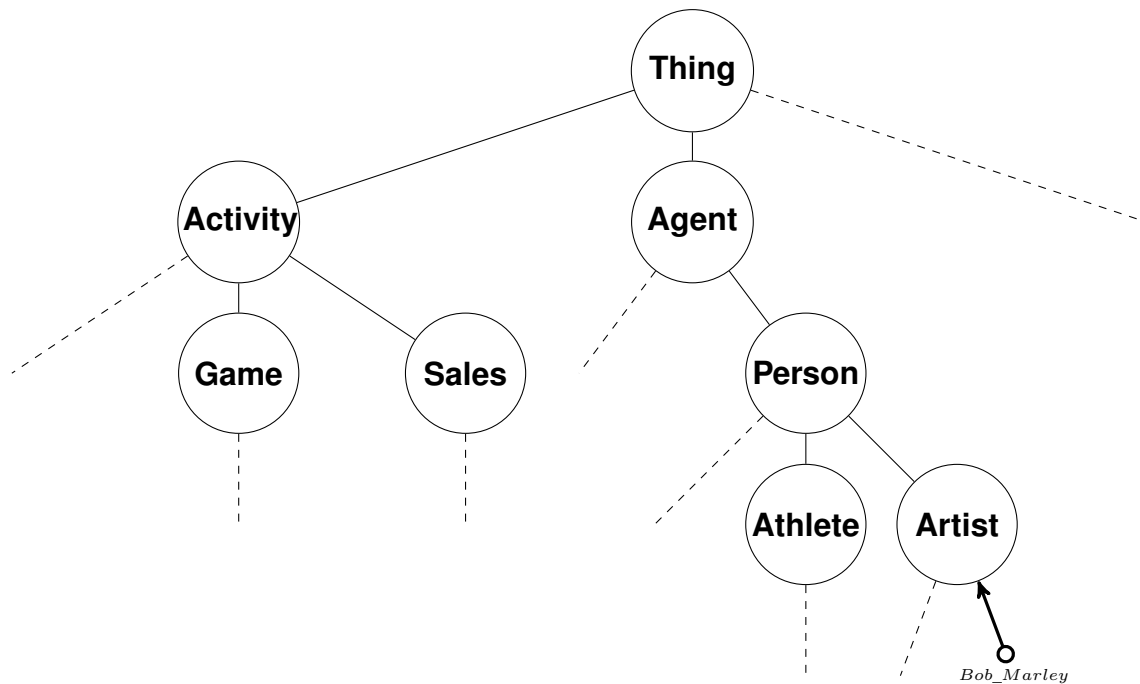 Thing
Activity
Agent
Game
Sales
Person
Athlete
Artist
Bob_Marley